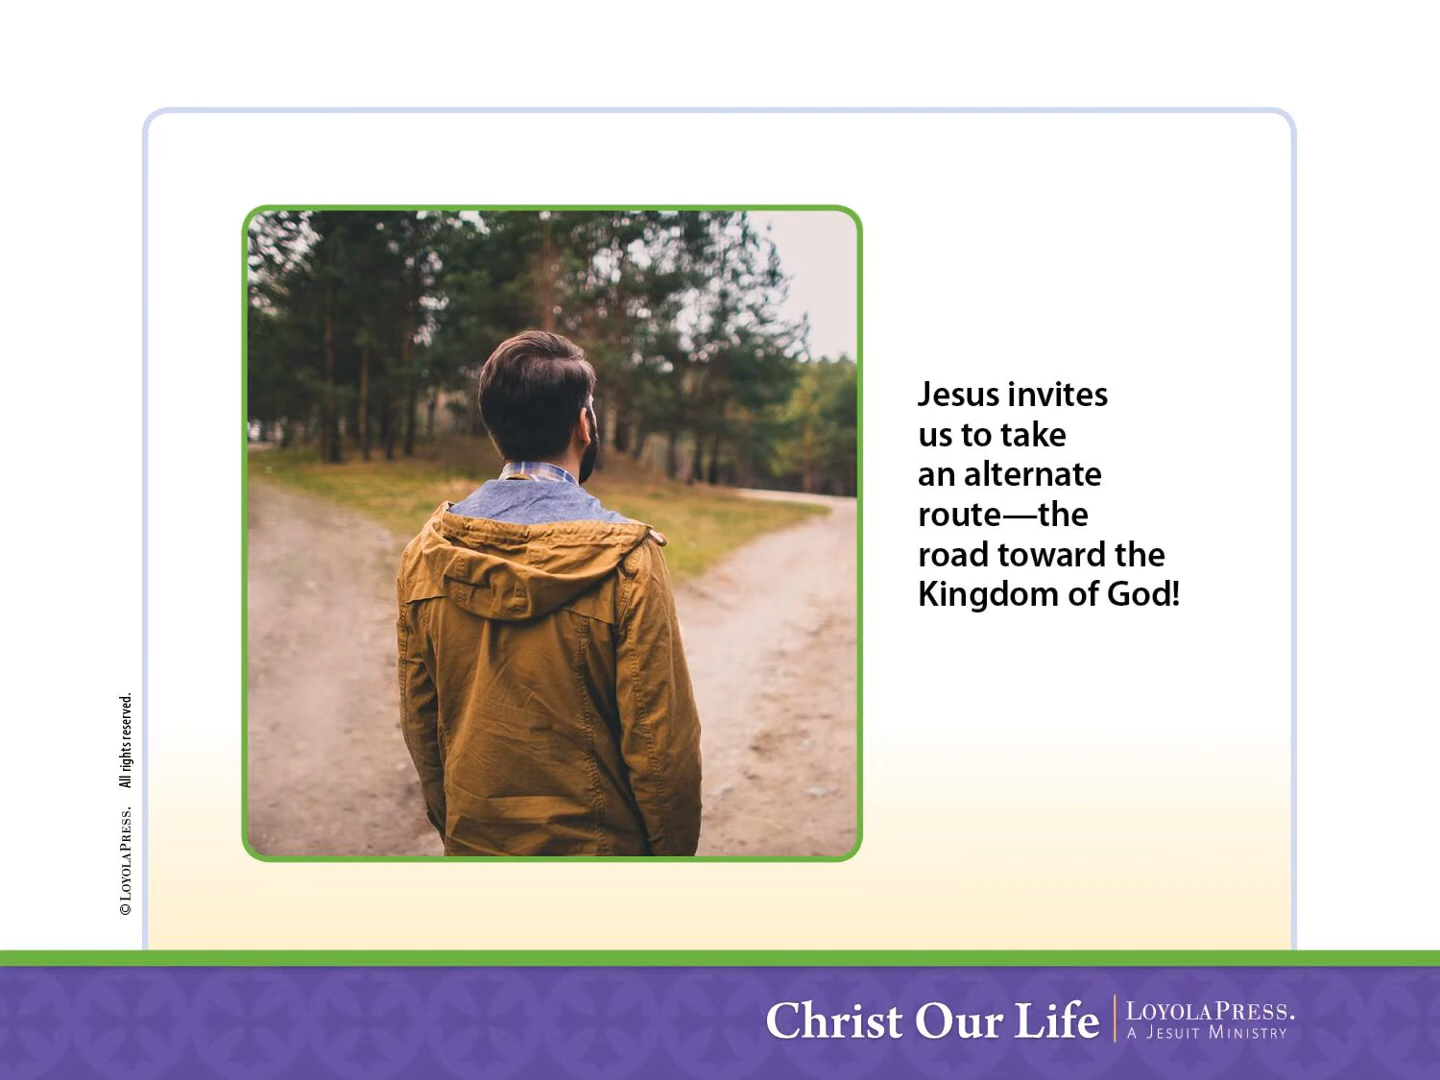 Jesus invites
us to take
an alternate
route—the
road toward the
Kingdom of God!
© LOYOLAPRESS. All rights reserved.
Christ Our Life
LOYOLAPRESS.
A JESUIT MINISTRY